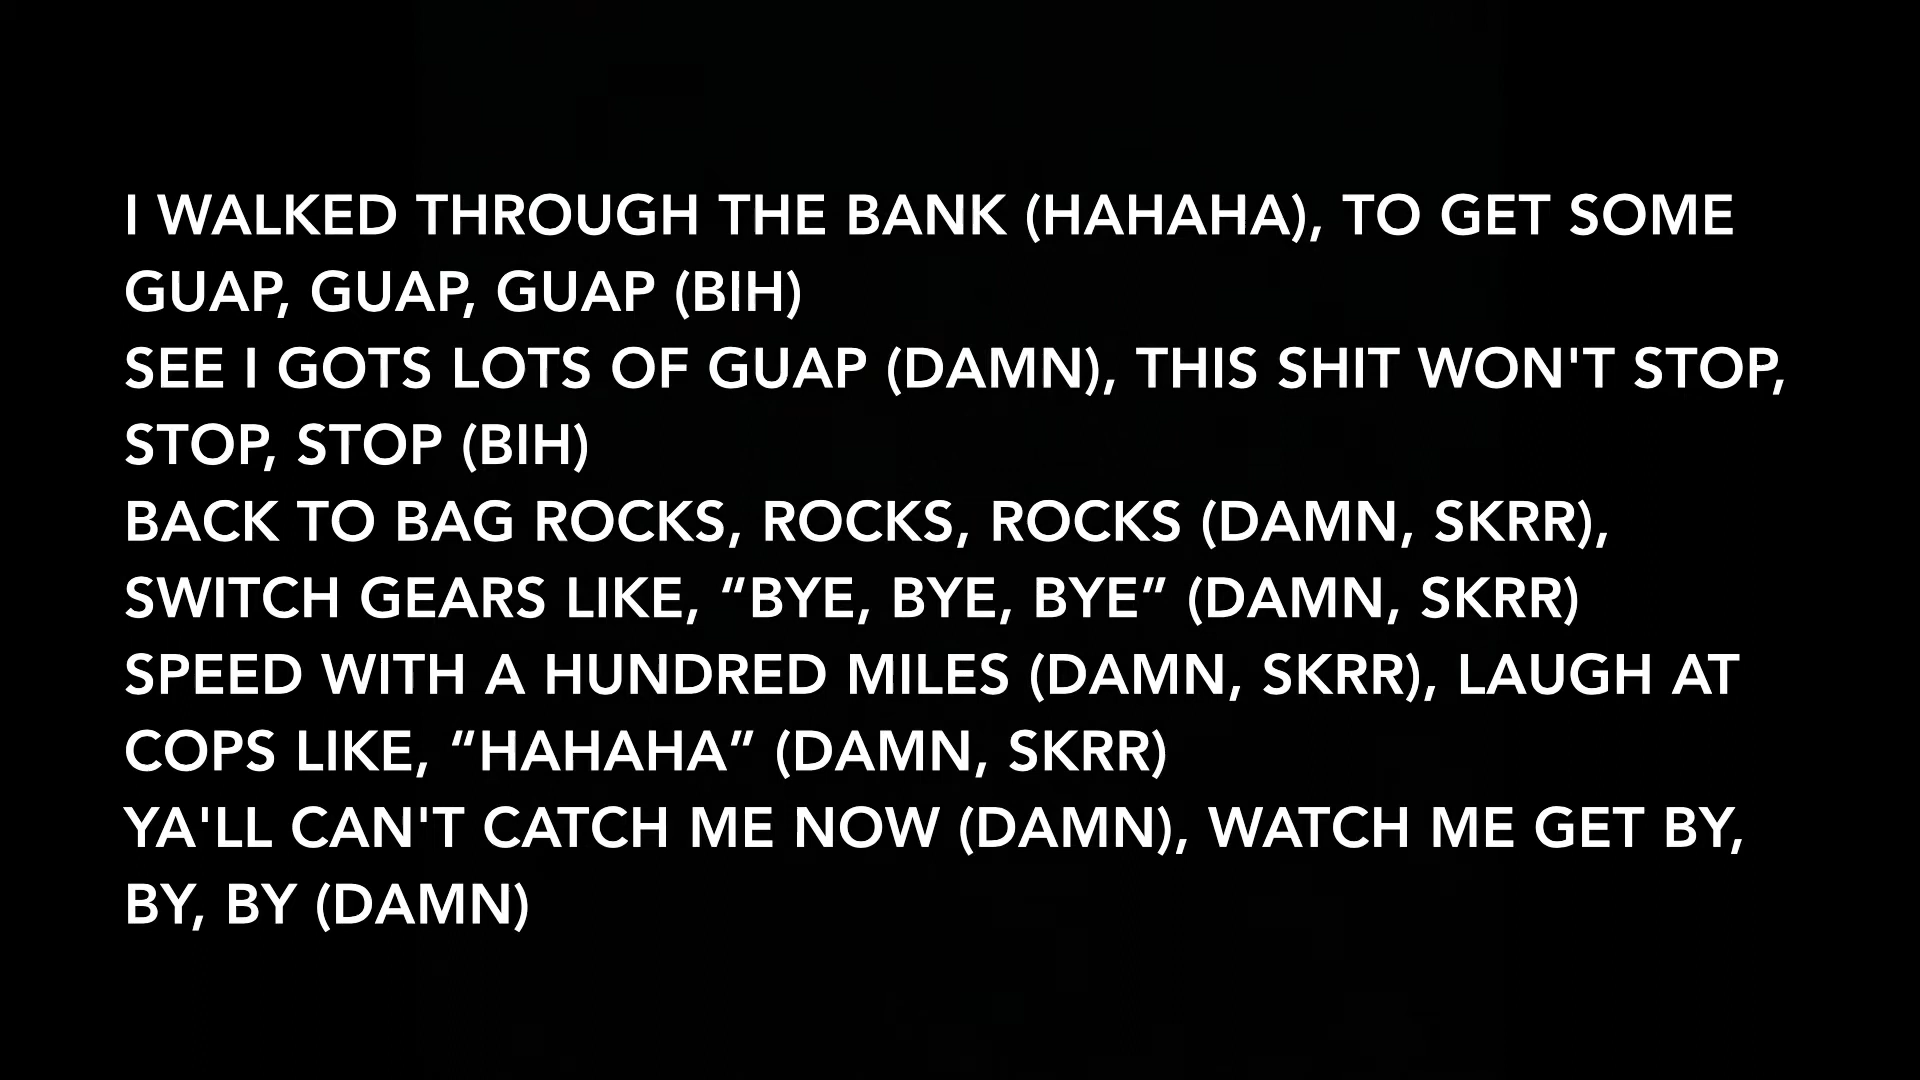 I WALKED THROUGH THE BANK (HAHAHA), TO GET SOME
GUAP, GUAP, GUAP (BIH)
SEE I GOTS LOTS OF GUAP (DAMN), THIS SHIT WON'T STOP,
STOP, STOP (BIH)
BACK TO BAG ROCKS, ROCKS, ROCKS (DAMN, SKRR),
SWITCH GEARS LIKE, “BYE, BYE, BYE” (DAMN, SKRR)
SPEED WITH A HUNDRED MILES (DAMN, SKRR), LAUGH AT
COPS LIKE, “HAHAHA” (DAMN, SKRR)
YA'LL CAN'T CATCH ME NOW (DAMN), WATCH ME GET BY,
BY, BY (DAMN)